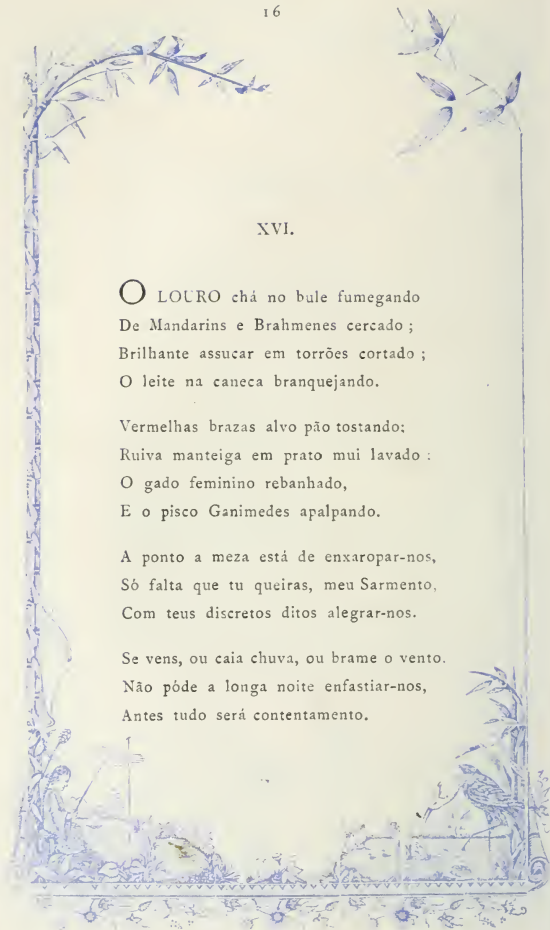 16
XVI.
O LOURO chá no bule fumegando
De Mandarins e Brahmenes cercado ;
Brilhante assucar em torrões cortado ;
O leite na caneca branquejando.
Vermelhas brazas alvo pão tostando;
Ruiva manteiga em prato mui lavado :
O gado feminino rebanhado,
E o pisco Ganimedes apalpando.
A ponto a meza está de enxaropar-nos,
Só falta que tu queiras, meu Sarmento,
Com teus discretos ditos alegrar-nos.
Se vens, ou caia chuva, ou brame o vento.
Não póde a longa noite enfastiar-nos,
Antes tudo será contentamento.